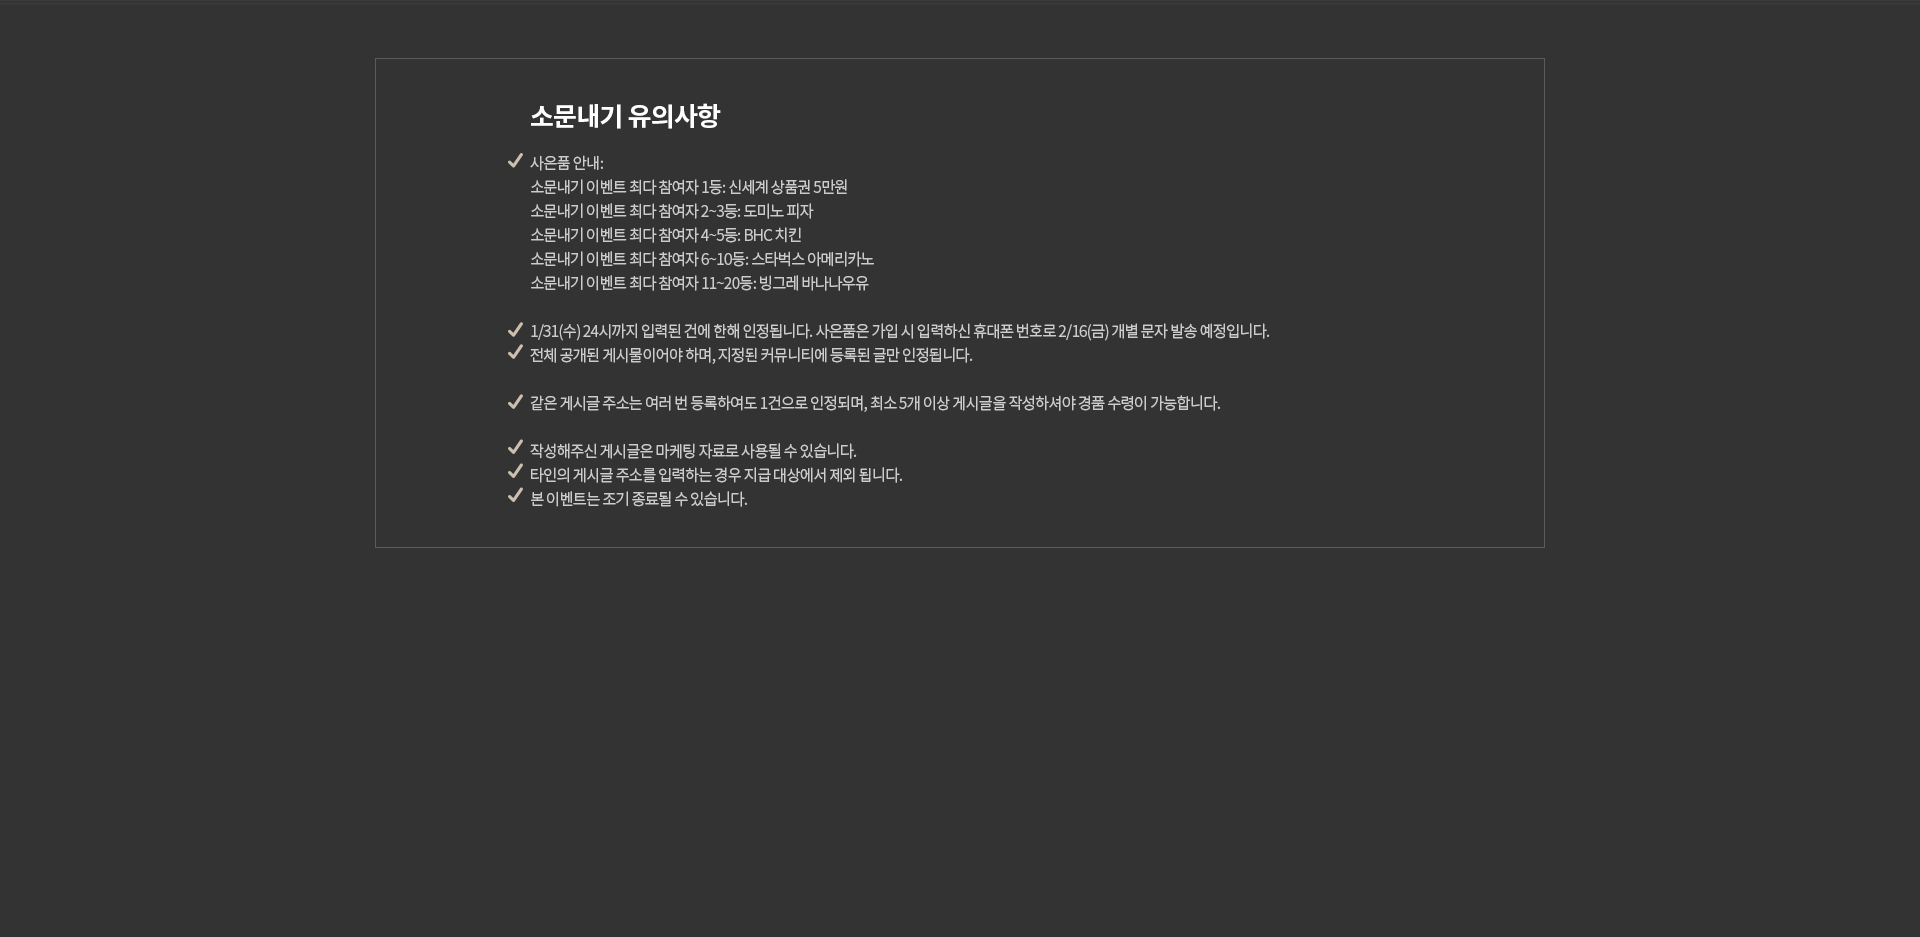 소문내기 유의사항
사은품 안내:
소문내기 이벤트 최다 참여자 1등: 신세계 상품권 5만원
소문내기 이벤트 최다 참여자 2~3등: 도미노 피자
소문내기 이벤트 최다 참여자 4~5등: BHC 치킨
소문내기 이벤트 최다 참여자 6~10등: 스타벅스 아메리카노
소문내기 이벤트 최다 참여자 11~20등: 빙그레 바나나우유
1/31(수) 24시까지 입력된 건에 한해 인정됩니다. 사은품은 가입 시 입력하신 휴대폰 번호로 2/16(금) 개별 문자 발송 예정입니다.
전체 공개된 게시물이어야 하며, 지정된 커뮤니티에 등록된 글만 인정됩니다.
같은 게시글 주소는 여러 번 등록하여도 1건으로 인정되며, 최소 5개 이상 게시글을 작성하셔야 경품 수령이 가능합니다.
작성해주신 게시글은 마케팅 자료로 사용될 수 있습니다.
타인의 게시글 주소를 입력하는 경우 지급 대상에서 제외 됩니다.
본 이벤트는 조기 종료될 수 있습니다.